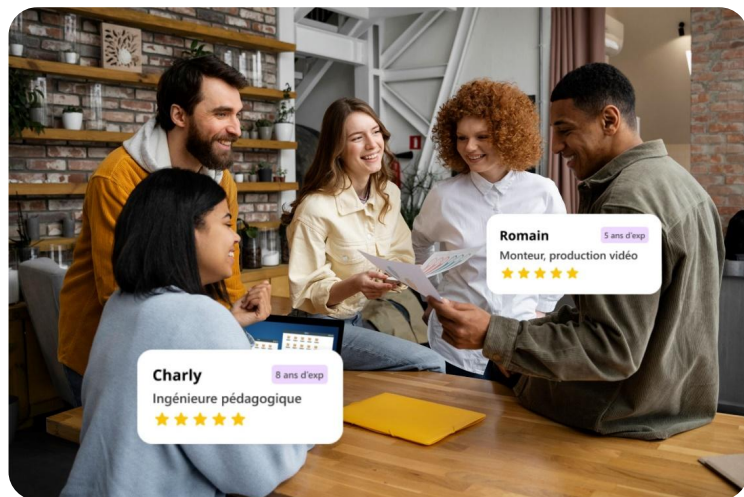 Romain
5 ans d'exp
Monteur, production vidéo
Charly
8 ans d'exp
Ingénieure pédagogique